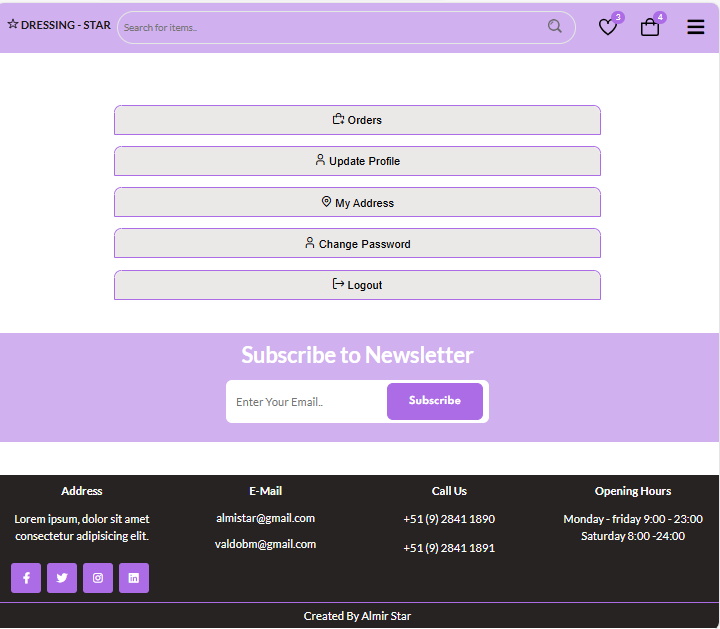 DRESSING - STAR
Search for items..
3
4
Orders
Update Profile
My Address
Change Password
Logout
Subscribe to Newsletter
Enter Your Email..
Subscribe
Address
Lorem ipsum, dolor sit amet
consectetur adipisicing elit.
E-Mail
almistar@gmail.com
valdobm@gmail.com
Call Us
+51 (9) 2841 1890
+51 (9) 2841 1891
Opening Hours
Monday - friday 9:00 - 23:00
Saturday 8:00 -24:00
Created By Almir Star